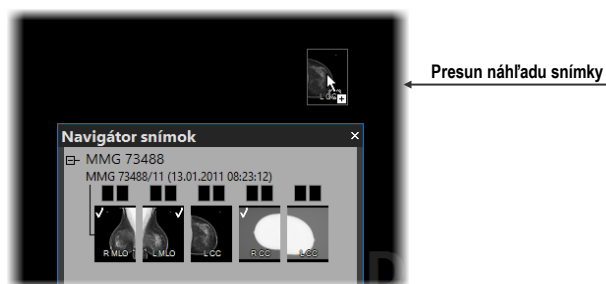 L CC
Presun náhľadu snímky
Navigátor snímok
MMG 73488
MMG 73488/11 (13.01.2011 08:23:12)
R MLO
L MLO
L CC
R CC
L CC
D